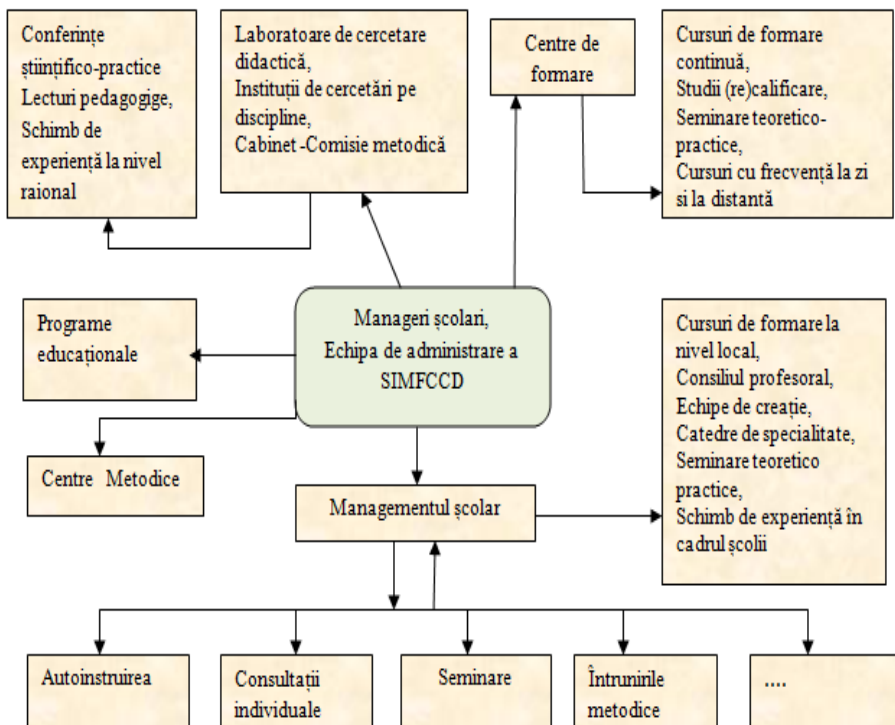 Conferințe
științifico-practice
Lecturi pedagogige,
Schimb de
experiență la nivel
raional
Laboratoare de cercetare
didactică,
Instituții de cercetări pe
discipline,
Cabinet -Comisie metodică
Centre de
formare
Cursuri de formare
continuă,
Studii (re)calificare,
Seminare teoretico-
practice,
Cursuri cu frecvență la zi
si la distantă
Programe
educaționale
Manageri școlari,
Echipa de administrare a
SIMFCCD
Cursuri de formare la
nivel local,
Consiliul profesoral,
Echipe de creație,
Catedre de specialitate,
Seminare teoretico
practice,
Schimb de experiență în
cadrul școlii
Centre Metodice
Managementul școlar
Autoinstruirea
Consultații
individuale
Seminare
Întrunirile
metodice
....